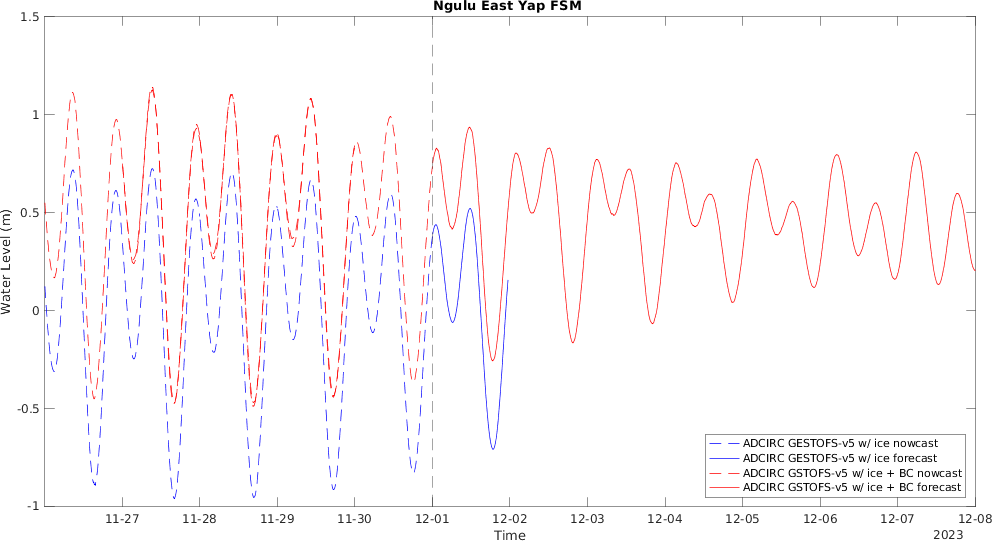 Ngulu East Yap FSM
Water Level (m)
1.5
1
0.5
0
-0.5
-1
11-27
11-28
11-29
11-30
12-01
12-02
12-03
12-04
12-05
12-06
12-07
12-08
Time
2023
ADCIRC GESTOFS-v5 w/ ice nowcast
ADCIRC GESTOFS-v5 w/ ice forecast
ADCIRC GSTOFS-v5 w/ ice + BC nowcast
ADCIRC GSTOFS-v5 w/ ice + BC forecast